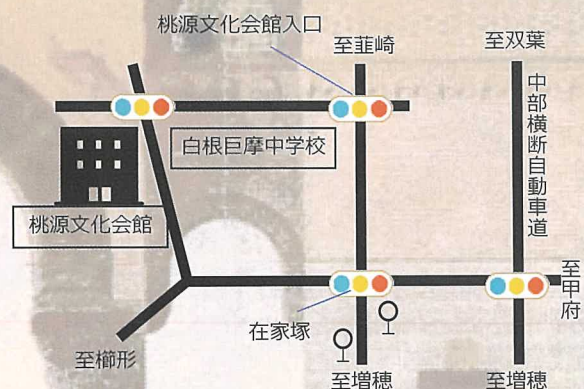 桃源文化会館入口
至韮崎
至双葉
中部横断自動車道
白根巨摩中学校
桃源文化会館
至甲府
在家塚
至櫛形
至増穂
至増穂